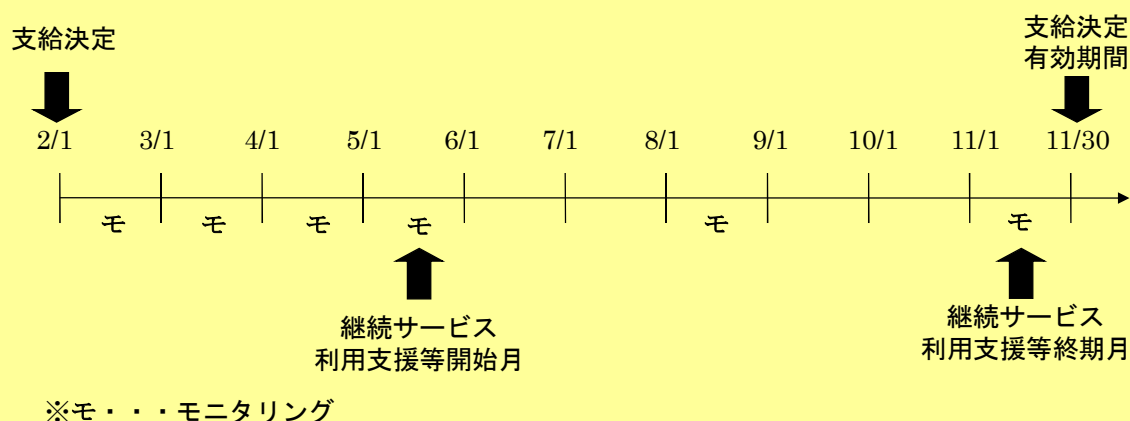 支給決定
支給決定
有効期間
2/1 3/1 4/1 5/1 6/1 7/1 8/1 9/1 10/1 11/1 11/30
モ モ モ モ モ モ
継続サービス
利用支援等開始月
継続サービス
利用支援等終期月
※モ・・・モニタリング